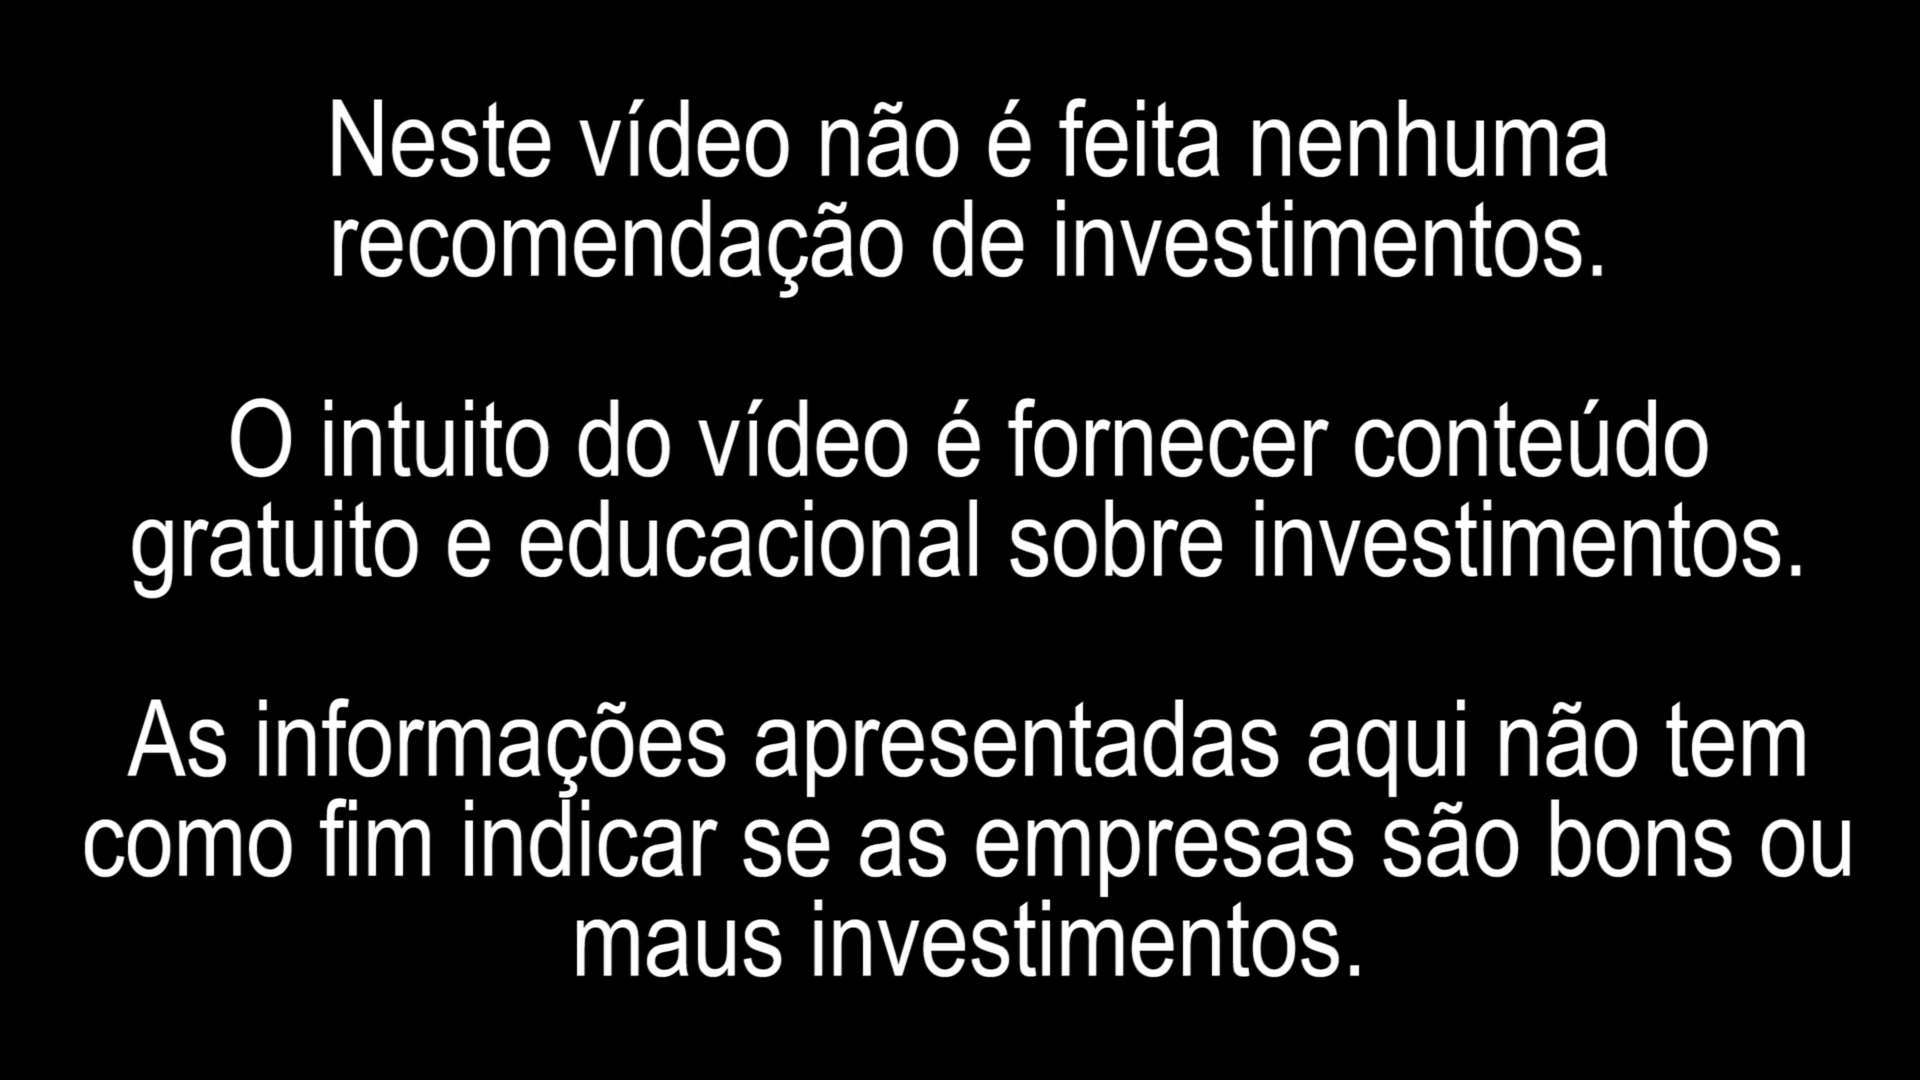 Neste vídeo não é feita nenhuma
recomendação de investimentos.
O intuito do vídeo é fornecer conteúdo
gratuito e educacional sobre investimentos.
As informações apresentadas aqui não tem
como fim indicar se as empresas são bons ou
maus investimentos.